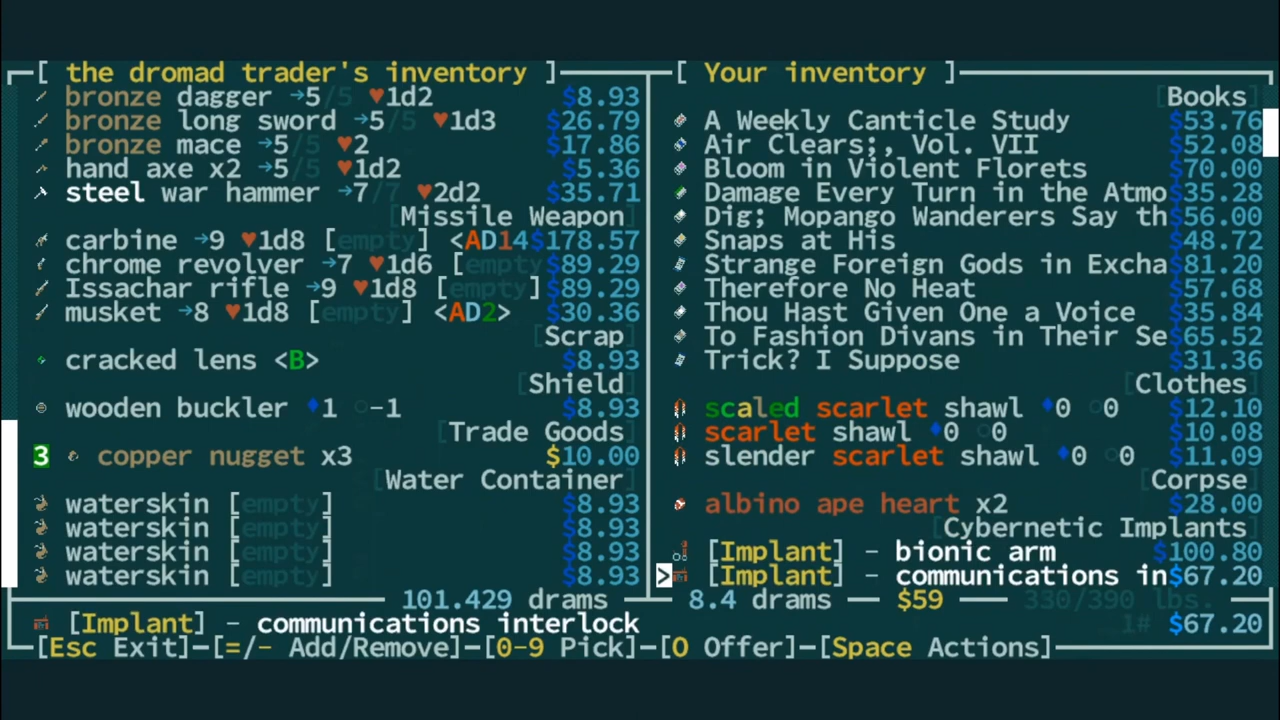 [ the dromad trader's inventory ]
bronze dagger →5/5 ♥1d2 $8.93
bronze long sword →5/5 ♥1d3 $26.79
bronze mace →5/5 ♥2 $17.86
hand axe x2 →5/5 ♥1d2 $5.36
steel war hammer →7/7 ♥2d2 $35.71
[Missile Weapon]
carbine →9 ♥1d8 [empty] <AD14$178.57
chrome revolver →7 ♥1d6 [empty $89.29
Issachar rifle →9 ♥1d8 [empty] $89.29
musket →8 ♥1d8 [empty] <AD2> $30.36
[Scrap]
cracked lens <B> $8.93
[Shield]
wooden buckler ♦1 ○-1 $8.93
[Trade Goods]
3 copper nugget x3 $10.00
[Water Container]
waterskin [empty] $8.93
waterskin [empty] $8.93
waterskin [empty] $8.93
waterskin [empty] $8.93
101.429 drams
[ Your inventory ]
[Books]
A Weekly Canticle Study $53.76
Air Clears;, Vol. VII $52.08
Bloom in Violent Florets $70.00
Damage Every Turn in the Atmo $35.28
Dig; Mopango Wanderers Say th $56.00
Snaps at His $48.72
Strange Foreign Gods in Excha $81.20
Therefore No Heat $57.68
Thou Hast Given One a Voice $35.84
To Fashion Divans in Their Se $65.52
Trick? I Suppose $31.36
[Clothes]
scaled scarlet shawl ♦0 ○0 $12.10
scarlet shawl ♦0 ○0 $10.08
slender scarlet shawl ♦0 ○0 $11.09
[Corpse]
albino ape heart x2 $28.00
[Cybernetic Implants]
[Implant] - bionic arm $100.80
> [Implant] - communications in $67.20
8.4 drams — $59 — 330/390 lbs.
[Implant] - communications interlock 1# $67.20
[Esc Exit]—[=/- Add/Remove]—[0-9 Pick]—[O Offer]—[Space Actions]